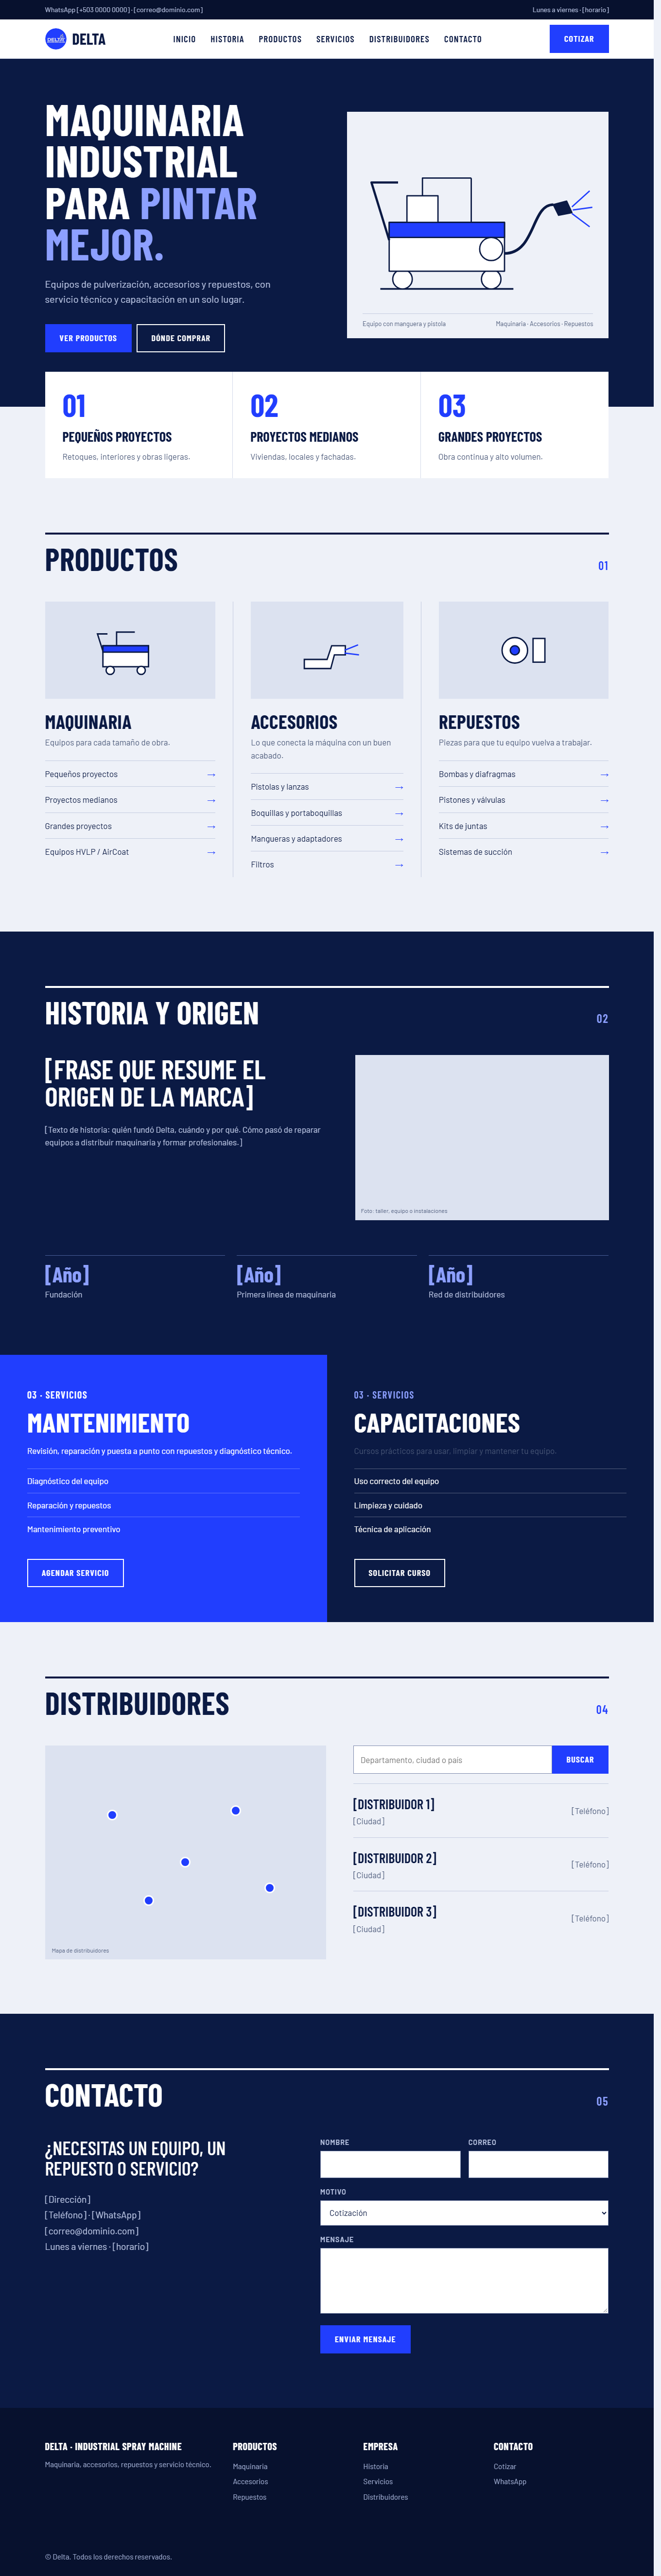 WhatsApp [+503 0000 0000] · [correo@dominio.com]
Lunes a viernes · [horario]
DELTA
DELTA
INICIO
HISTORIA
PRODUCTOS
SERVICIOS
DISTRIBUIDORES
CONTACTO
COTIZAR
MAQUINARIA
INDUSTRIAL
PARA PINTAR
MEJOR.
Equipos de pulverización, accesorios y repuestos, con
servicio técnico y capacitación en un solo lugar.
VER PRODUCTOS
DÓNDE COMPRAR
Equipo con manguera y pistola
Maquinaria · Accesorios · Repuestos
01
PEQUEÑOS PROYECTOS
Retoques, interiores y obras ligeras.
02
PROYECTOS MEDIANOS
Viviendas, locales y fachadas.
03
GRANDES PROYECTOS
Obra continua y alto volumen.
PRODUCTOS
01
MAQUINARIA
Equipos para cada tamaño de obra.
Pequeños proyectos →
Proyectos medianos →
Grandes proyectos →
Equipos HVLP / AirCoat →
ACCESORIOS
Lo que conecta la máquina con un buen
acabado.
Pistolas y lanzas →
Boquillas y portaboquillas →
Mangueras y adaptadores →
Filtros →
REPUESTOS
Piezas para que tu equipo vuelva a trabajar.
Bombas y diafragmas →
Pistones y válvulas →
Kits de juntas →
Sistemas de succión →
HISTORIA Y ORIGEN
02
[FRASE QUE RESUME EL
ORIGEN DE LA MARCA]
[Texto de historia: quién fundó Delta, cuándo y por qué. Cómo pasó de reparar
equipos a distribuir maquinaria y formar profesionales.]
Foto: taller, equipo o instalaciones
[Año]
Fundación
[Año]
Primera línea de maquinaria
[Año]
Red de distribuidores
03 · SERVICIOS
MANTENIMIENTO
Revisión, reparación y puesta a punto con repuestos y diagnóstico técnico.
Diagnóstico del equipo
Reparación y repuestos
Mantenimiento preventivo
AGENDAR SERVICIO
03 · SERVICIOS
CAPACITACIONES
Cursos prácticos para usar, limpiar y mantener tu equipo.
Uso correcto del equipo
Limpieza y cuidado
Técnica de aplicación
SOLICITAR CURSO
DISTRIBUIDORES
04
Mapa de distribuidores
Departamento, ciudad o país
BUSCAR
[DISTRIBUIDOR 1]
[Ciudad]
[Teléfono]
[DISTRIBUIDOR 2]
[Ciudad]
[Teléfono]
[DISTRIBUIDOR 3]
[Ciudad]
[Teléfono]
CONTACTO
05
¿NECESITAS UN EQUIPO, UN
REPUESTO O SERVICIO?
[Dirección]
[Teléfono] · [WhatsApp]
[correo@dominio.com]
Lunes a viernes · [horario]
NOMBRE
CORREO
MOTIVO
Cotización
MENSAJE
ENVIAR MENSAJE
DELTA · INDUSTRIAL SPRAY MACHINE
Maquinaria, accesorios, repuestos y servicio técnico.
PRODUCTOS
Maquinaria
Accesorios
Repuestos
EMPRESA
Historia
Servicios
Distribuidores
CONTACTO
Cotizar
WhatsApp
© Delta. Todos los derechos reservados.